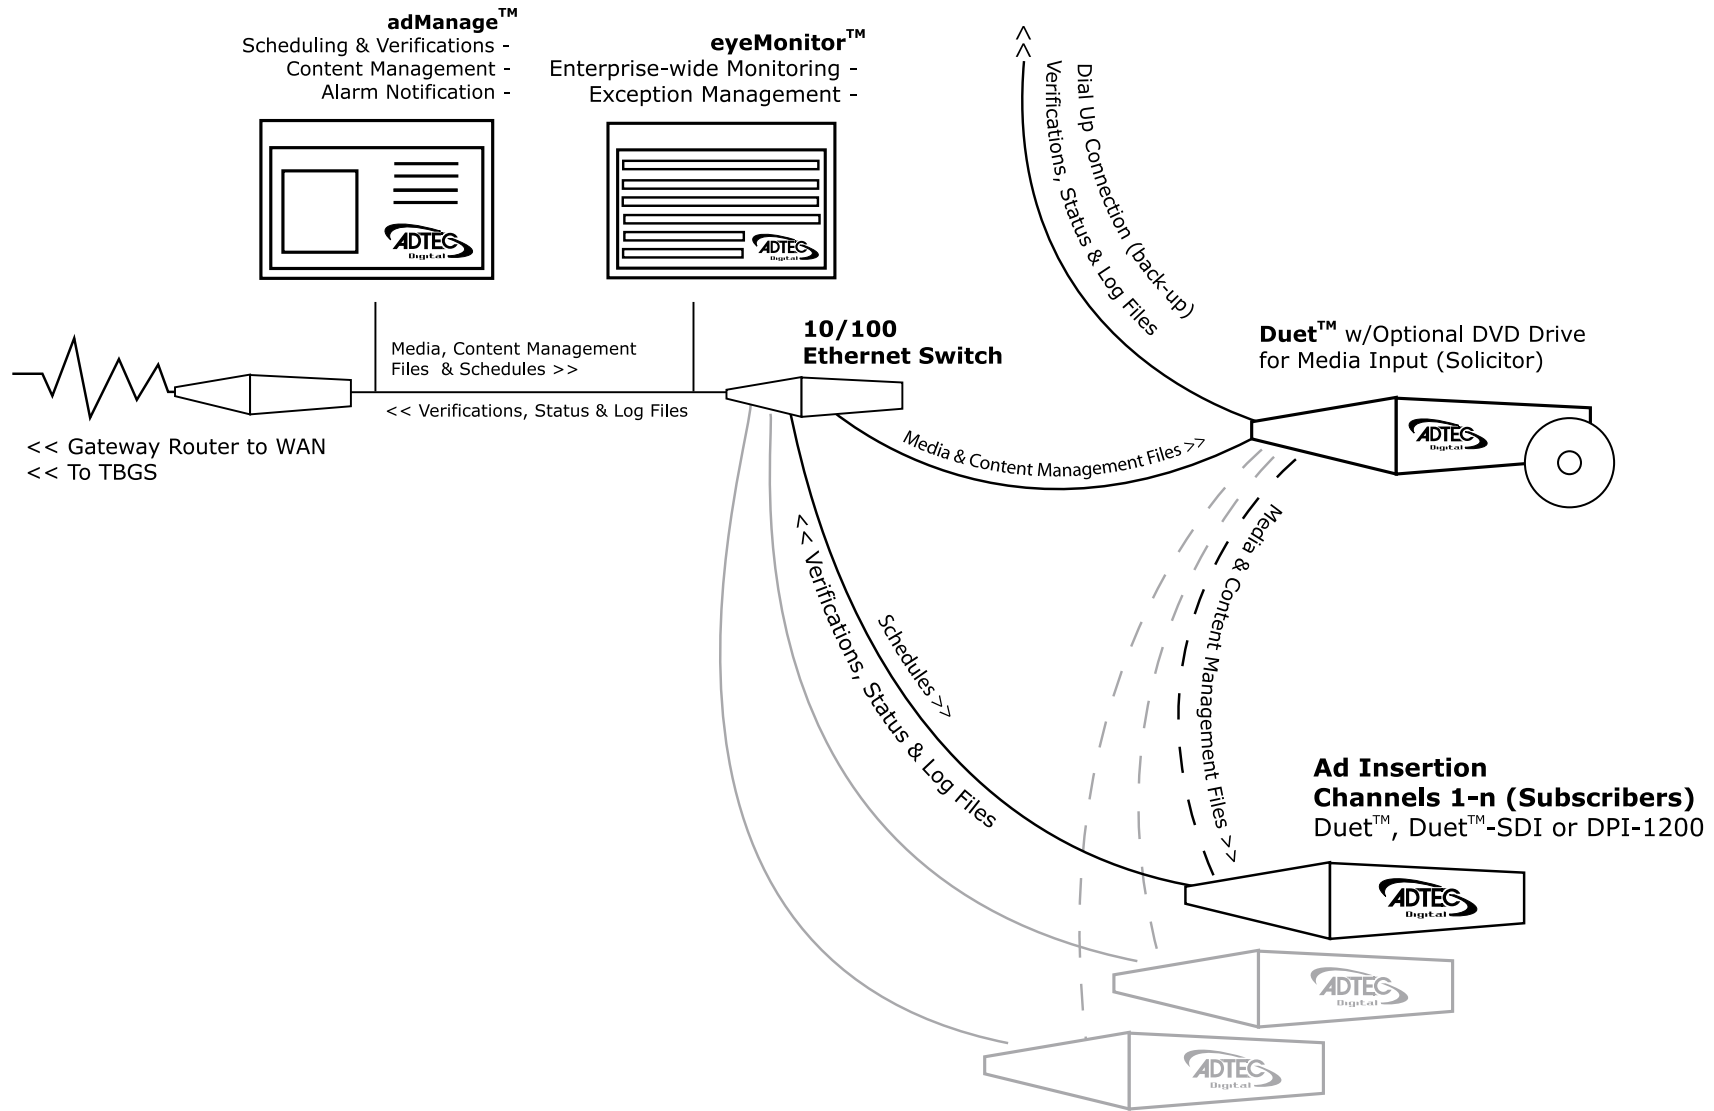 adManage™
Scheduling & Verifications -
Content Management -
Alarm Notification -
eyeMonitor™
Enterprise-wide Monitoring -
Exception Management -
ADTEC
Digital
ADTEC
Digital
<< Dial Up Connection (back-up)
Verifications, Status & Log Files
Media, Content Management
Files & Schedules >>
<< Verifications, Status & Log Files
10/100
Ethernet Switch
Duet™ w/Optional DVD Drive
for Media Input (Solicitor)
ADTEC
Digital
<< Gateway Router to WAN
<< To TBGS
Media & Content Management Files >>
Schedules >>
<< Verifications, Status & Log Files
Media & Content Management Files >>
Ad Insertion
Channels 1-n (Subscribers)
Duet™, Duet™-SDI or DPI-1200
ADTEC
Digital
ADTEC
Digital
ADTEC
Digital